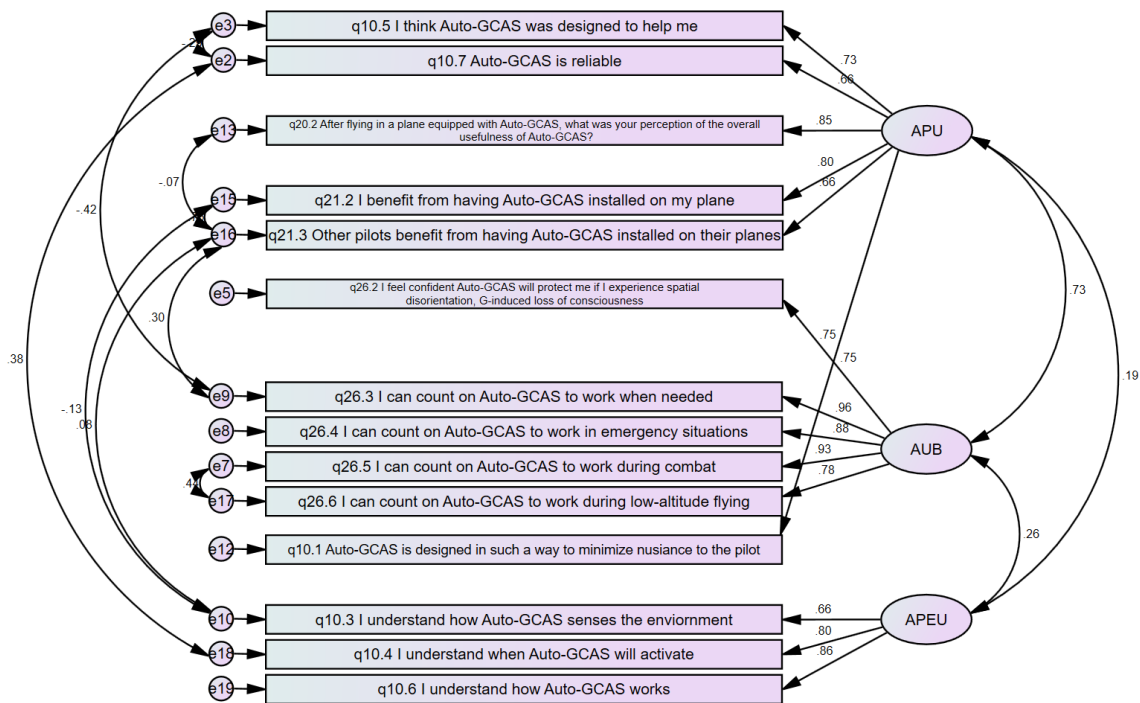 e3
q10.5 I think Auto-GCAS was designed to help me
e2
q10.7 Auto-GCAS is reliable
.73
.66
e13
q20.2 After flying in a plane equipped with Auto-GCAS, what was your perception of the overall
usefulness of Auto-GCAS?
.85
APU
-.07
.80
.66
e15
q21.2 I benefit from having Auto-GCAS installed on my plane
-.42
e16
q21.3 Other pilots benefit from having Auto-GCAS installed on their planes
e5
q26.2 I feel confident Auto-GCAS will protect me if I experience spatial
disorientation, G-induced loss of consciousness
.73
.30
.75
.75
.38
.19
e9
q26.3 I can count on Auto-GCAS to work when needed
.96
-.13
.08
e8
q26.4 I can count on Auto-GCAS to work in emergency situations
.88
AUB
e7
q26.5 I can count on Auto-GCAS to work during combat
.93
.78
.44
e17
q26.6 I can count on Auto-GCAS to work during low-altitude flying
.26
e12
q10.1 Auto-GCAS is designed in such a way to minimize nusiance to the pilot
e10
q10.3 I understand how Auto-GCAS senses the enviornment
.66
APEU
e18
q10.4 I understand when Auto-GCAS will activate
.80
.86
e19
q10.6 I understand how Auto-GCAS works